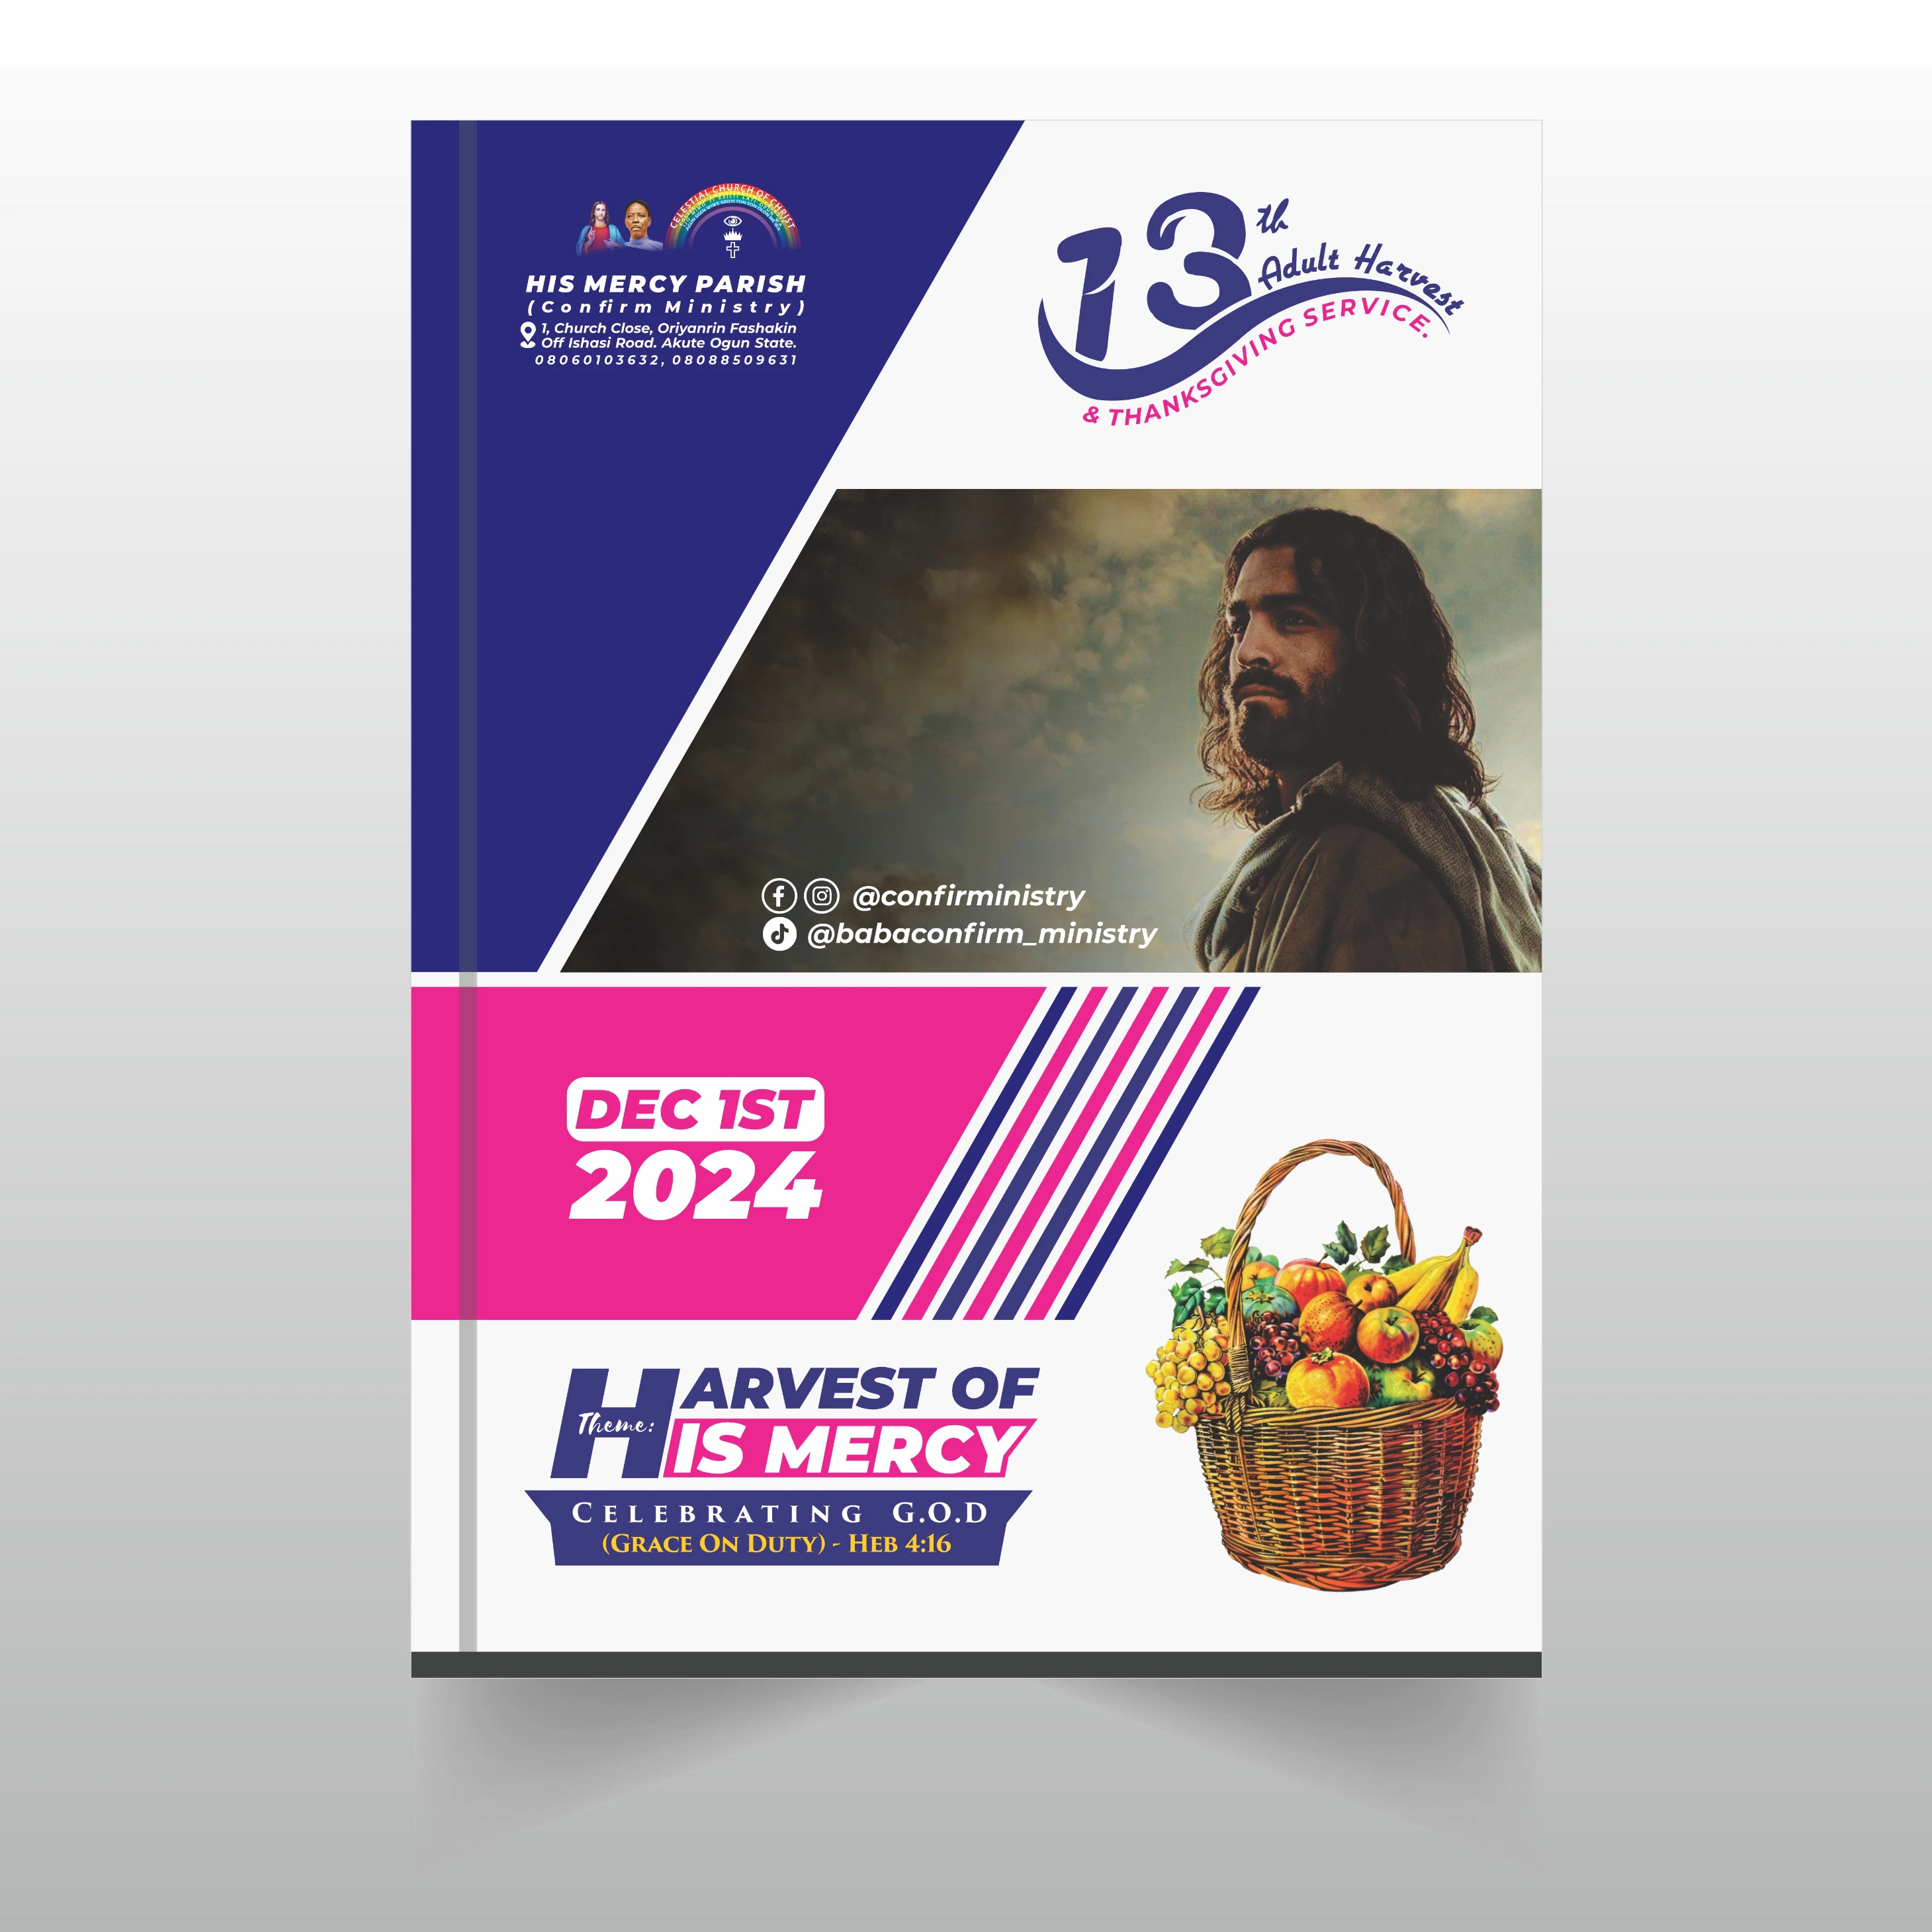 CELESTIAL CHURCH OF CHRIST
HIS MERCY PARISH
(Confirm Ministry)
1, Church Close, Oriyanrin Fashakin
Off Ishasi Road. Akute Ogun State.
08060103632, 08088509631
13th
Adult Harvest
& THANKSGIVING SERVICE.
@confirministry
@babaconfirm_ministry
DEC 1ST
2024
Theme:
HARVEST OF
HIS MERCY
CELEBRATING G.O.D
(GRACE ON DUTY) - HEB 4:16